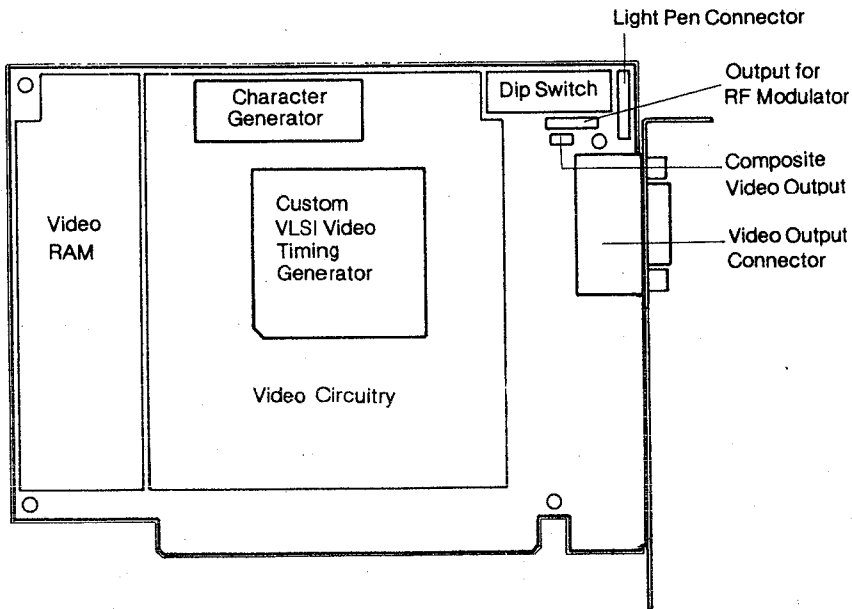 Light Pen Connector
Output for
RF Modulator
Dip Switch
Character
Generator
Composite
Video Output
Custom
VLSI Video
Timing
Generator
Video
RAM
Video Output
Connector
Video Circuitry